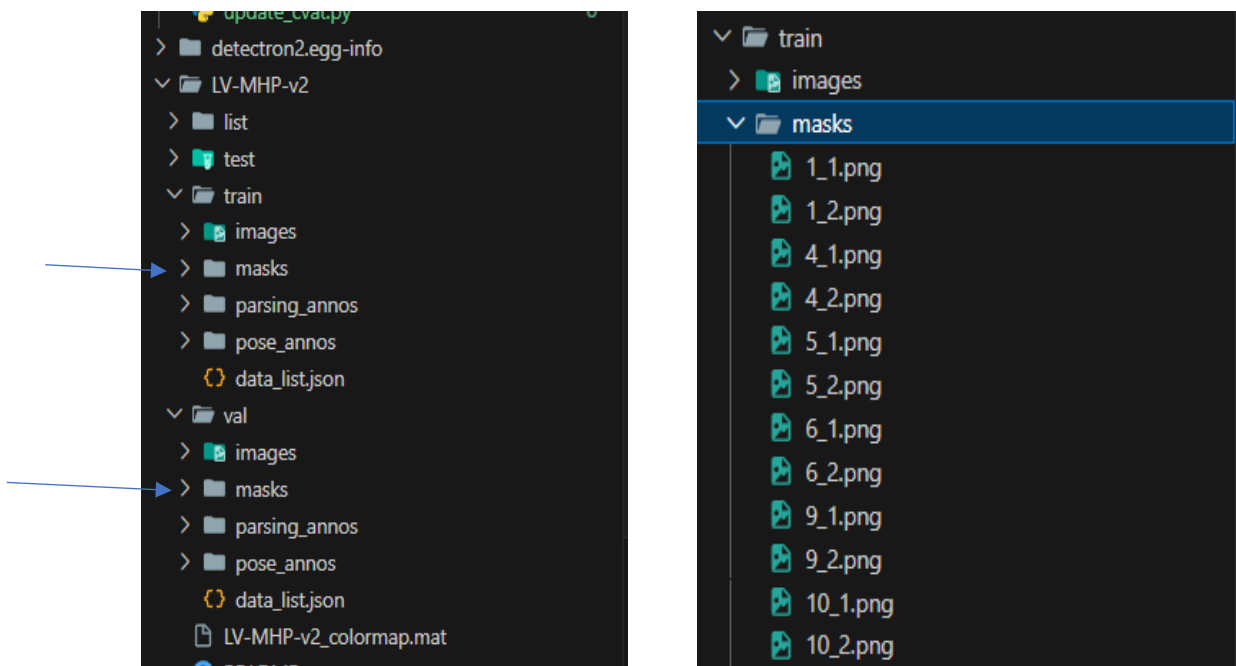 update_cvat.py
detectron2.egg-info
LV-MHP-v2
list
test
train
images
masks
parsing_annos
pose_annos
data_list.json
val
images
masks
parsing_annos
pose_annos
data_list.json
LV-MHP-v2_colormap.mat
train
images
masks
1_1.png
1_2.png
4_1.png
4_2.png
5_1.png
5_2.png
6_1.png
6_2.png
9_1.png
9_2.png
10_1.png
10_2.png